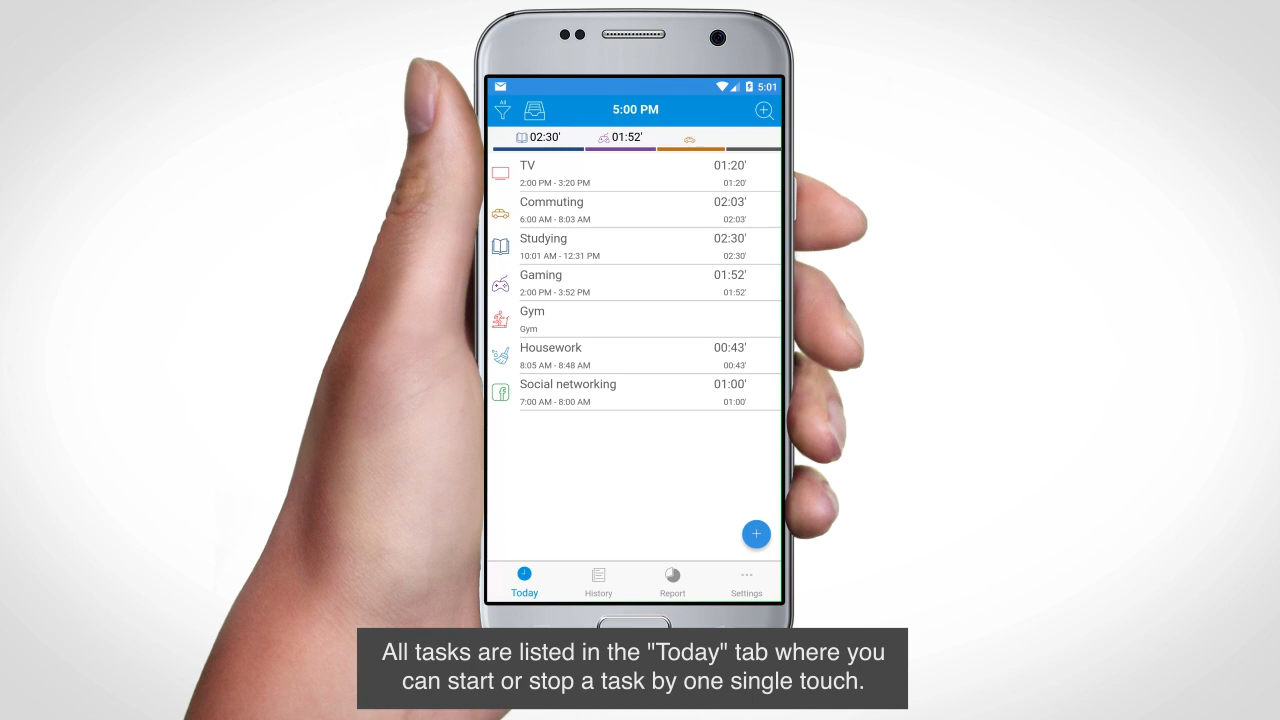 5:01
All
5:00 PM
02:30' 01:52'
TV 01:20'
2:00 PM - 3:20 PM 01:20'
Commuting 02:03'
6:00 AM - 8:03 AM 02:03'
Studying 02:30'
10:01 AM - 12:31 PM 02:30'
Gaming 01:52'
2:00 PM - 3:52 PM 01:52'
Gym
Gym
Housework 00:43'
8:05 AM - 8:48 AM 00:43'
Social networking 01:00'
7:00 AM - 8:00 AM 01:00'
Today History Report Settings
All tasks are listed in the "Today" tab where you
can start or stop a task by one single touch.